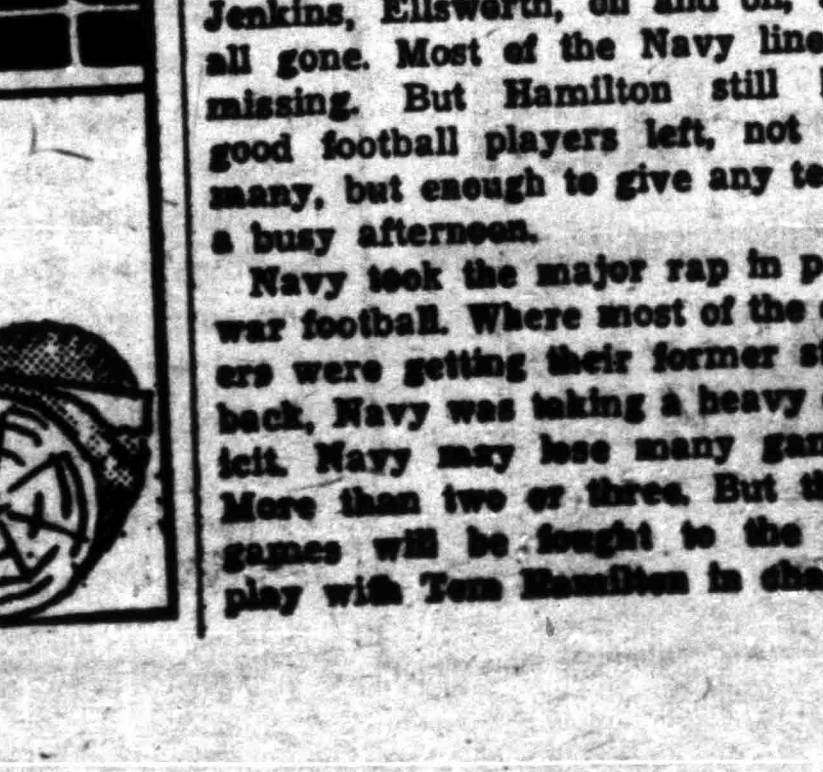 Jenkins, Ellsworth, on and on,
all gone. Most of the Navy line
missing. But Hamilton still
good football players left, not
many, but enough to give any te
a busy afternoon.
Navy took the major rap in p
war football. Where most of the
ers were getting their former st
back, Navy was taking a heavy
icit. Navy may lose many gam
More than two or three. But th
games will be fought to the
play with Tom Hamilton in cha